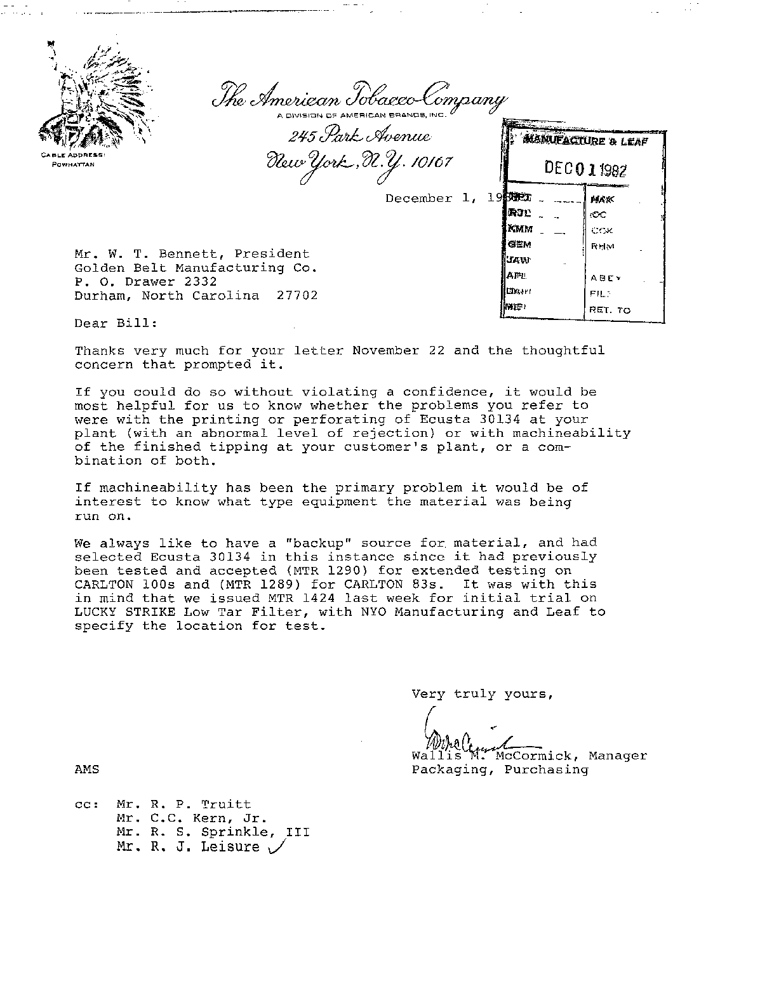 The American Tobacco Company
A DIVISION OF AMERICAN BRANDS, INC.
245 Park Avenue
New York, N.Y. 10167
CABLE ADDRESS:
POWHATTAN
MANUFACTURE & LEAF
DEC 01 1982
RJL
KMM
GEM
JAW
HAK
COK
RHM
RET. TO
December 1, 19
Mr. W. T. Bennett, President
Golden Belt Manufacturing Co.
P. O. Drawer 2332
Durham, North Carolina 27702
Dear Bill:
Thanks very much for your letter November 22 and the thoughtful
concern that prompted it.
If you could do so without violating a confidence, it would be
most helpful for us to know whether the problems you refer to
were with the printing or perforating of Ecusta 30134 at your
plant (with an abnormal level of rejection) or with machineability
of the finished tipping at your customer's plant, or a com-
bination of both.
If machineability has been the primary problem it would be of
interest to know what type equipment the material was being
run on.
We always like to have a "backup" source for material, and had
selected Ecusta 30134 in this instance since it had previously
been tested and accepted (MTR 1290) for extended testing on
CARLTON 100s and (MTR 1289) for CARLTON 83s. It was with this
in mind that we issued MTR 1424 last week for initial trial on
LUCKY STRIKE Low Tar Filter, with NYO Manufacturing and Leaf to
specify the location for test.
Very truly yours,
Wallis M. McCormick, Manager
Packaging, Purchasing
AMS
cc: Mr. R. P. Truitt
Mr. C.C. Kern, Jr.
Mr. R. S. Sprinkle, III
Mr. R. J. Leisure ✓